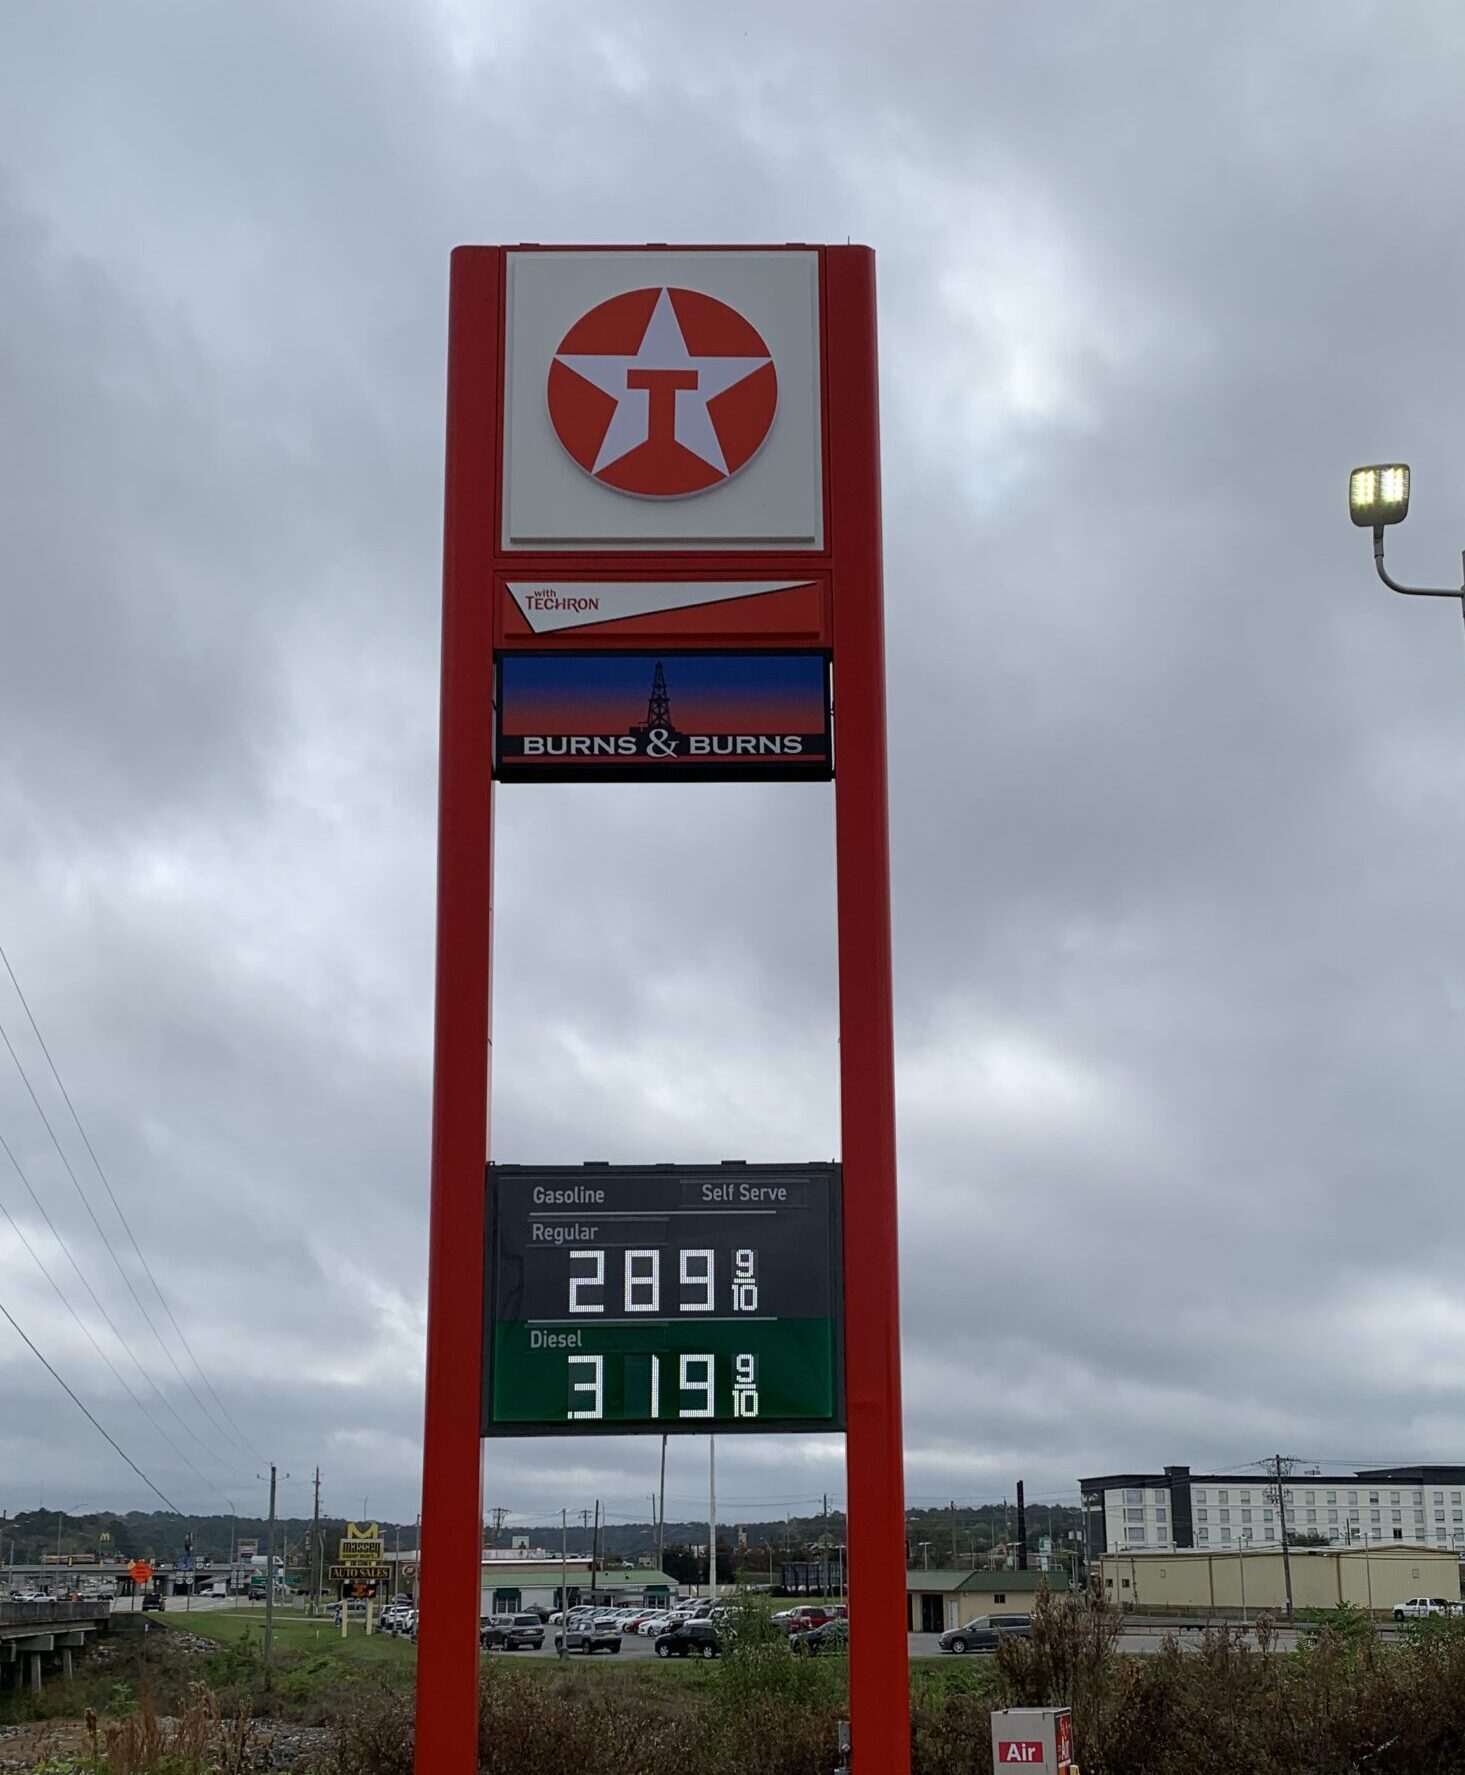 T
with
TECHRON
BURNS & BURNS
Gasoline Self Serve
Regular
289 9/10
Diesel
319 9/10
M
massey
AUTO SALES
Air